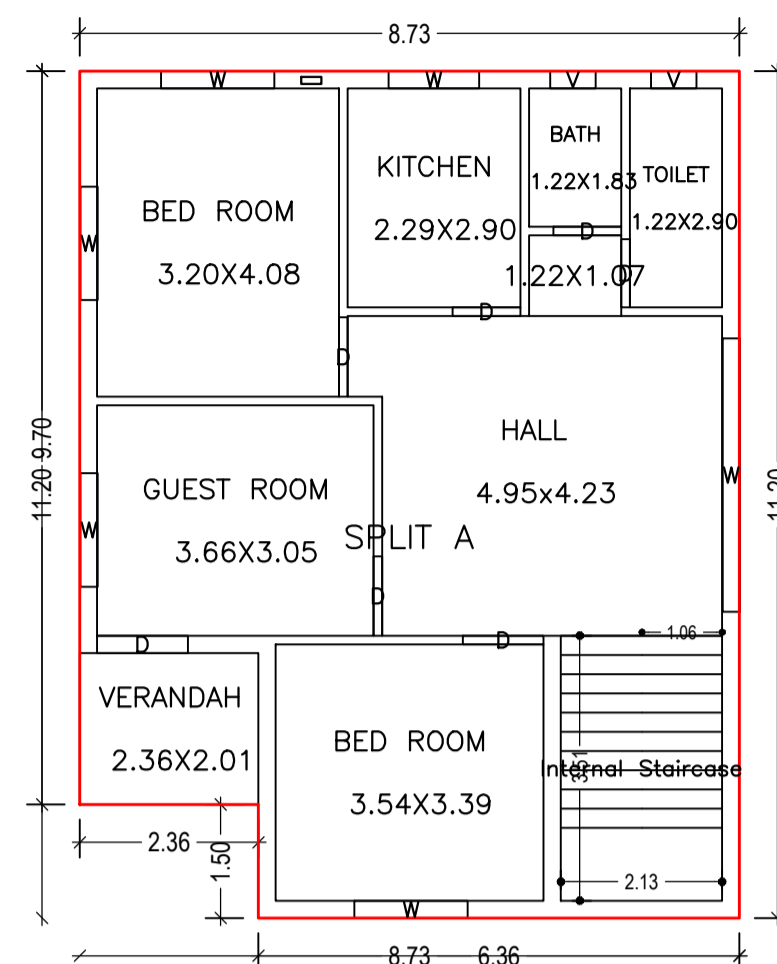 8.73
W
W
V
V
BATH
KITCHEN
1.22X1.83
TOILET
BED ROOM
2.29X2.90
1.22X2.90
W
D
3.20X4.08
1.22X1.07
D
D
D
HALL
11.20
9.70
W
11.20
GUEST ROOM
4.95x4.23
W
3.66X3.05
SPLIT A
D
D
D
1.06
VERANDAH
2.36X2.01
BED ROOM
Internal Staircase
3.51
3.54X3.39
2.36
1.50
2.13
W
8.73
6.36